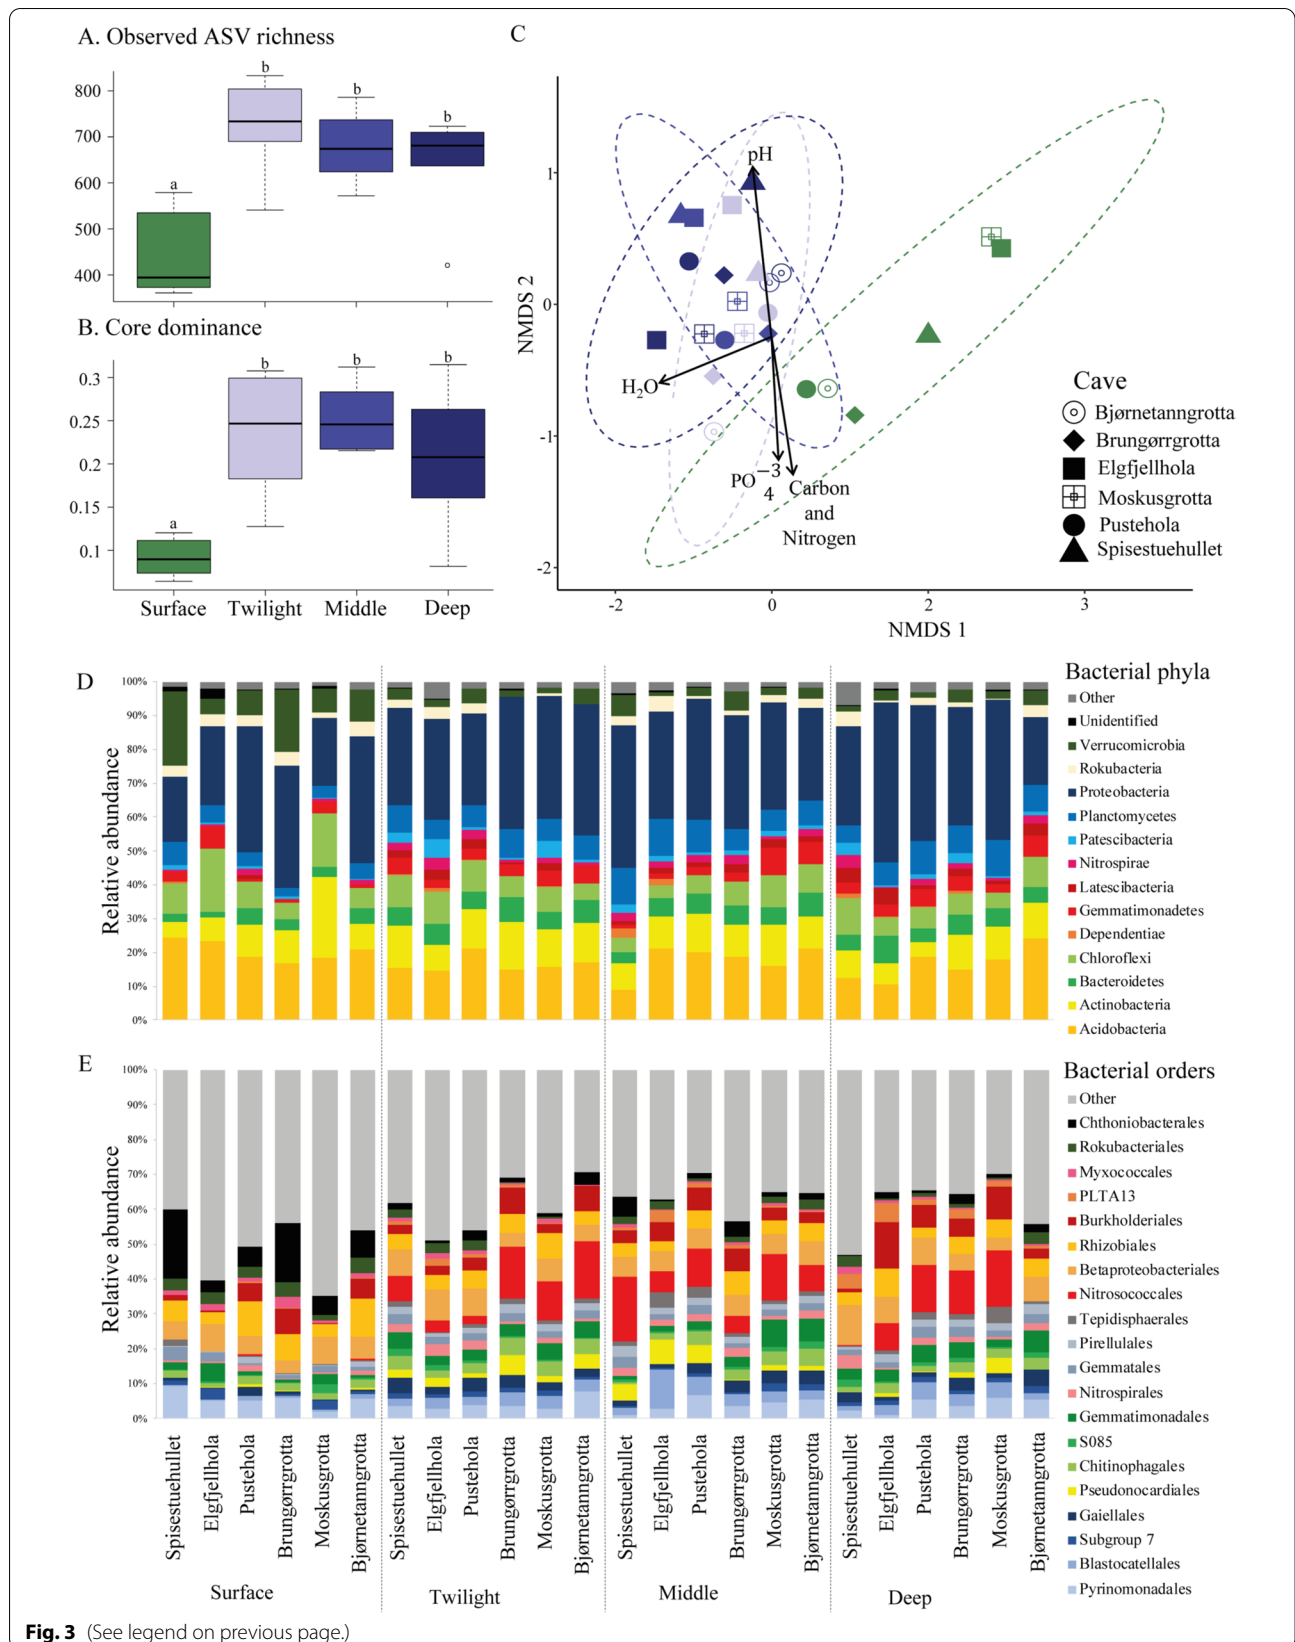 A. Observed ASV richness
800
700
600
500
400
a
b
b
b
B. Core dominance
0.3
0.25
0.2
0.15
0.1
a
b
b
b
Surface Twilight Middle Deep
C
NMDS 2
1
0
-1
-2
-2 0 2 3
NMDS 1
pH
H₂O
PO −3 4
Carbon
and
Nitrogen
Cave
Bjørnetanngrotta
Brungørrgrotta
Elgfjellhola
Moskusgrotta
Pustehola
Spisestuehullet
D
Relative abundance
100%
90%
80%
70%
60%
50%
40%
30%
20%
10%
0%
Bacterial phyla
Other
Unidentified
Verrucomicrobia
Rokubacteria
Proteobacteria
Planctomycetes
Patescibacteria
Nitrospirae
Latescibacteria
Gemmatimonadetes
Dependentiae
Chloroflexi
Bacteroidetes
Actinobacteria
Acidobacteria
E
Relative abundance
100%
90%
80%
70%
60%
50%
40%
30%
20%
10%
0%
Bacterial orders
Other
Chthoniobacterales
Rokubacteriales
Myxococcales
PLTA13
Burkholderiales
Rhizobiales
Betaproteobacteriales
Nitrosococcales
Tepidisphaerales
Pirellulales
Gemmatales
Nitrospirales
Gemmatimonadales
S085
Chitinophagales
Pseudonocardiales
Gaiellales
Subgroup 7
Blastocatellales
Pyrinomonadales
Spisestuehullet
Elgfjellhola
Pustehola
Brungørrgrotta
Moskusgrotta
Bjørnetanngrotta
Spisestuehullet
Elgfjellhola
Pustehola
Brungørrgrotta
Moskusgrotta
Bjørnetanngrotta
Spisestuehullet
Elgfjellhola
Pustehola
Brungørrgrotta
Moskusgrotta
Bjørnetanngrotta
Spisestuehullet
Elgfjellhola
Pustehola
Brungørrgrotta
Moskusgrotta
Bjørnetanngrotta
Surface
Twilight
Middle
Deep
Fig. 3 (See legend on previous page.)